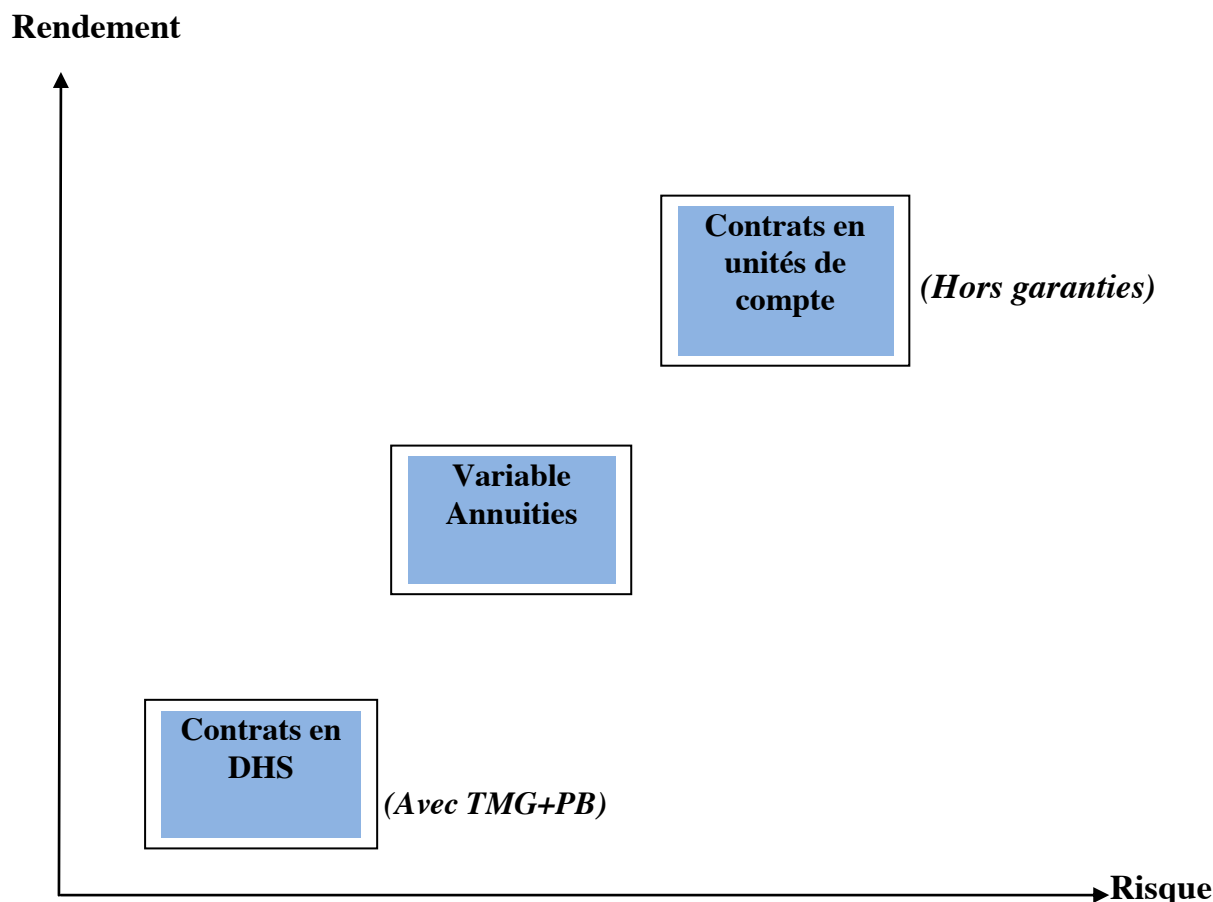 Rendement
Contrats en
unités de
compte
(Hors garanties)
Variable
Annuities
Contrats en
DHS
(Avec TMG+PB)
Risque